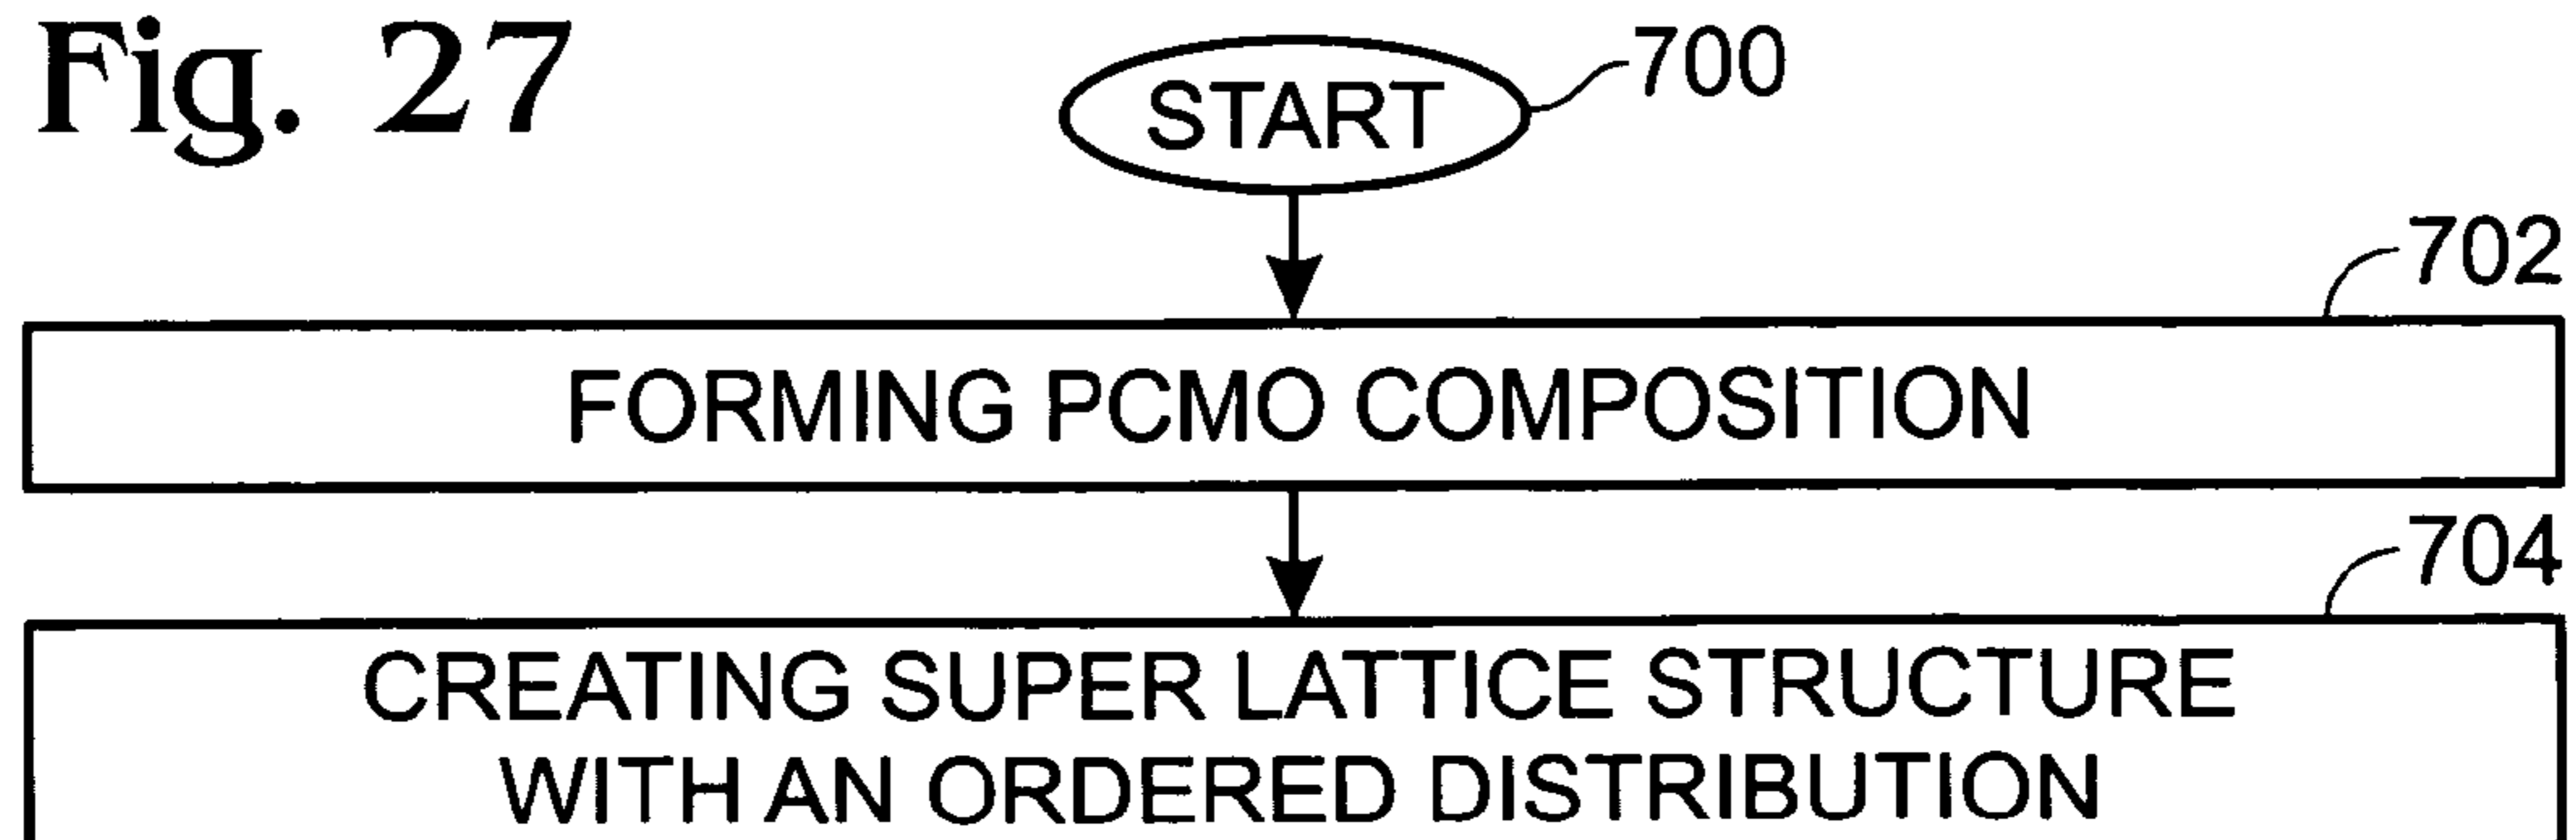 Fig. 27
START
700
702
FORMING PCMO COMPOSITION
704
CREATING SUPER LATTICE STRUCTURE
WITH AN ORDERED DISTRIBUTION